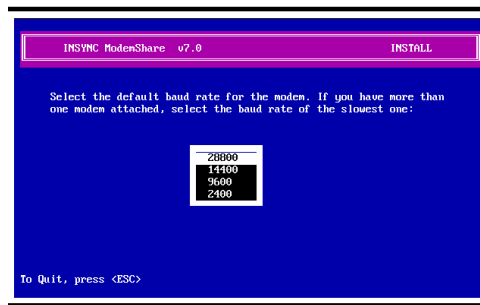 INSYNC ModemShare v7.0 INSTALL
Select the default baud rate for the modem. If you have more than
one modem attached, select the baud rate of the slowest one:
28800
14400
9600
2400
To Quit, press <ESC>